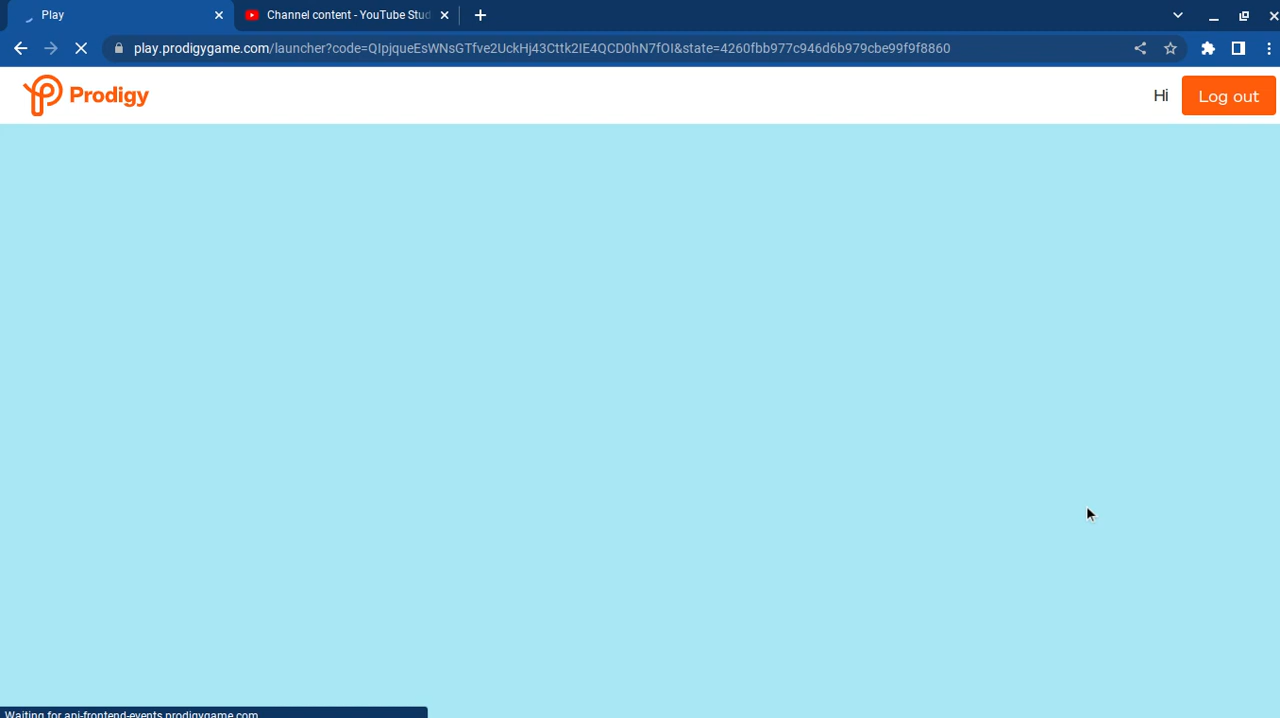 Play
Channel content - YouTube Stud
play.prodigygame.com/launcher?code=QIpjqueEsWNsGTfve2UckHj43Cttk2IE4QCD0hN7fOI&state=4260fbb977c946d6b979cbe99f9f8860
Prodigy
Hi
Log out
Waiting for api-frontend-events.prodigygame.com